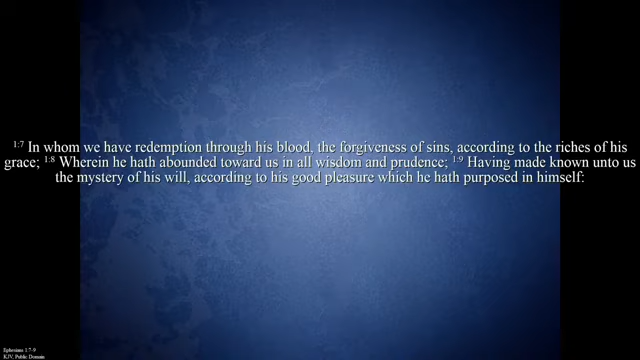 1:7 In whom we have redemption through his blood, the forgiveness of sins, according to the riches of his
grace; 1:8 Wherein he hath abounded toward us in all wisdom and prudence; 1:9 Having made known unto us
the mystery of his will, according to his good pleasure which he hath purposed in himself:
Ephesians 1:7-9
KJV, Public Domain